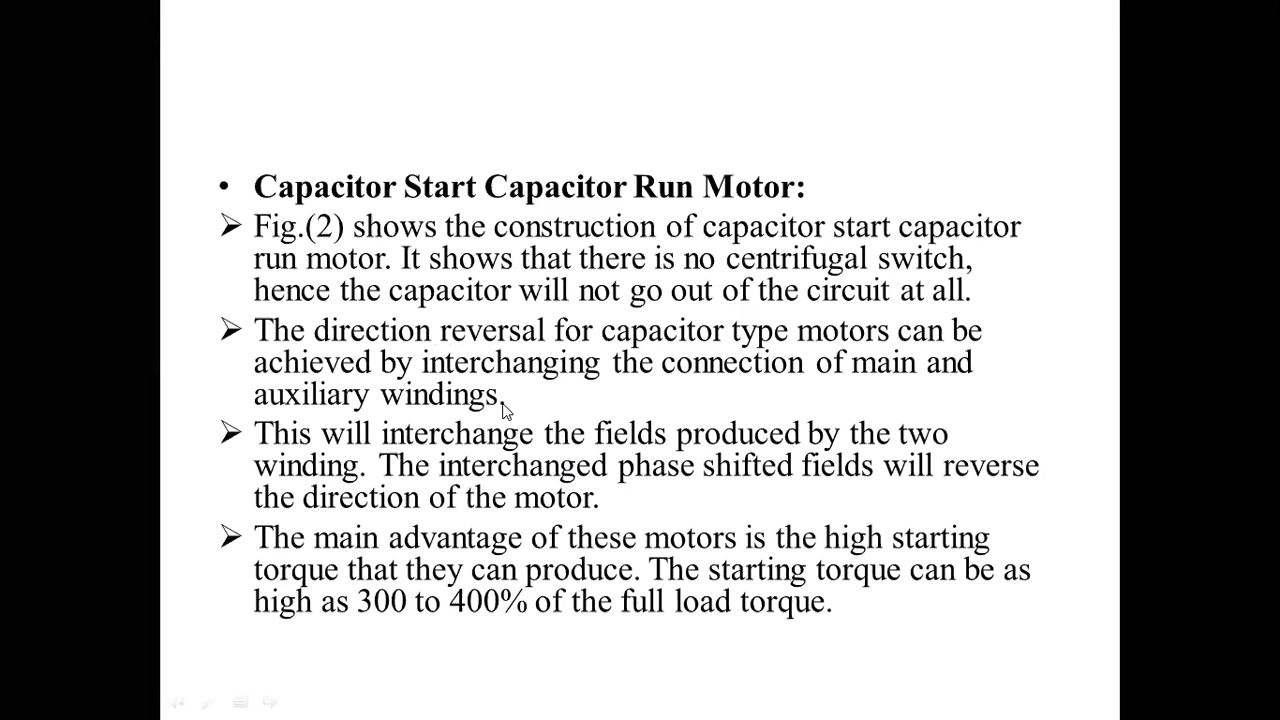 • Capacitor Start Capacitor Run Motor:
➢ Fig.(2) shows the construction of capacitor start capacitor
run motor. It shows that there is no centrifugal switch,
hence the capacitor will not go out of the circuit at all.
➢ The direction reversal for capacitor type motors can be
achieved by interchanging the connection of main and
auxiliary windings.
➢ This will interchange the fields produced by the two
winding. The interchanged phase shifted fields will reverse
the direction of the motor.
➢ The main advantage of these motors is the high starting
torque that they can produce. The starting torque can be as
high as 300 to 400% of the full load torque.